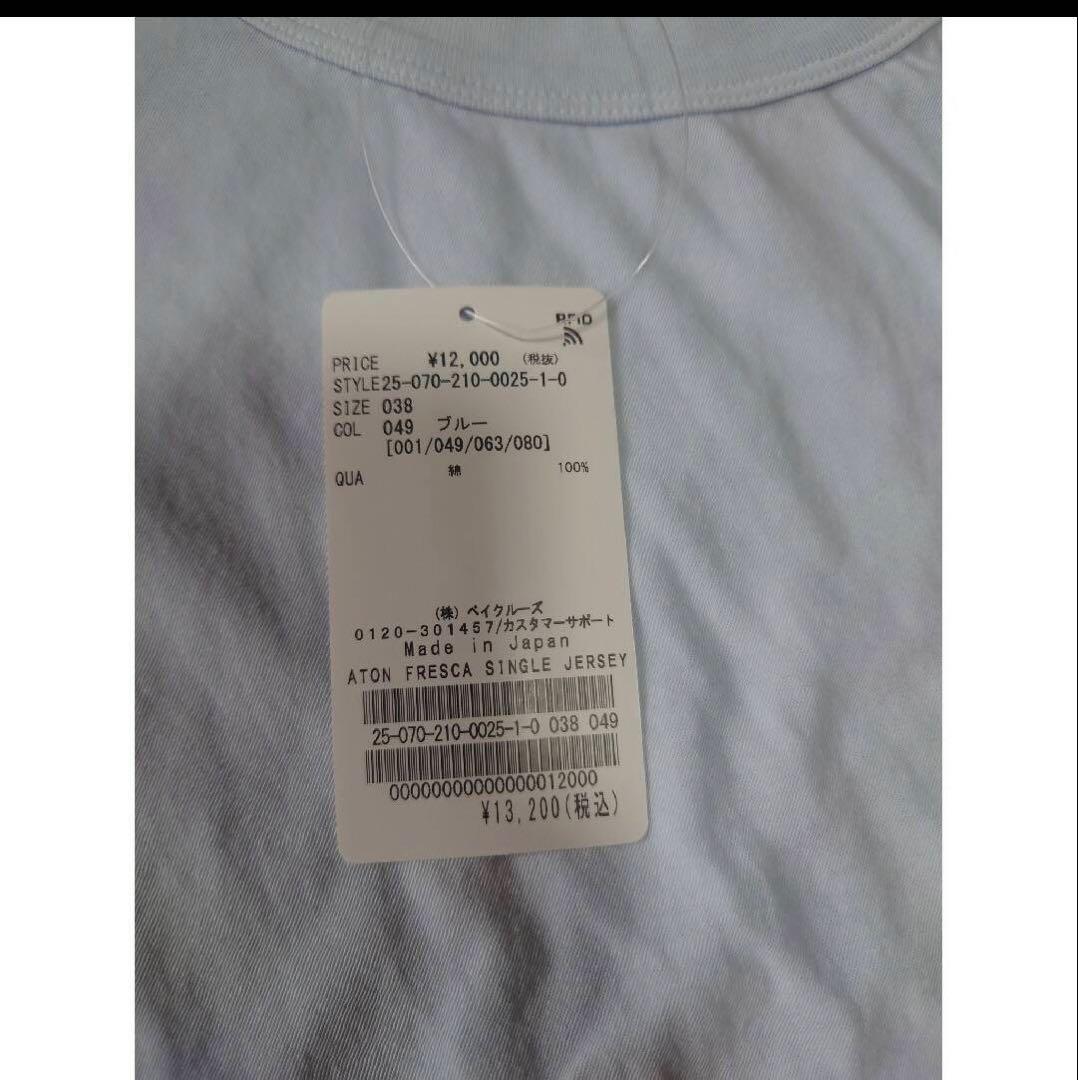 RFID
PRICE ¥12,000 (税抜)
STYLE25-070-210-0025-1-0
SIZE 038
COL 049 ブルー
[001/049/063/080]
QUA 綿 100%
(株) ベイクルーズ
0120-301457/カスタマーサポート
Made in Japan
ATON FRESCA SINGLE JERSEY
25-070-210-0025-1-0 038 049
00000000000000012000
¥13,200(税込)